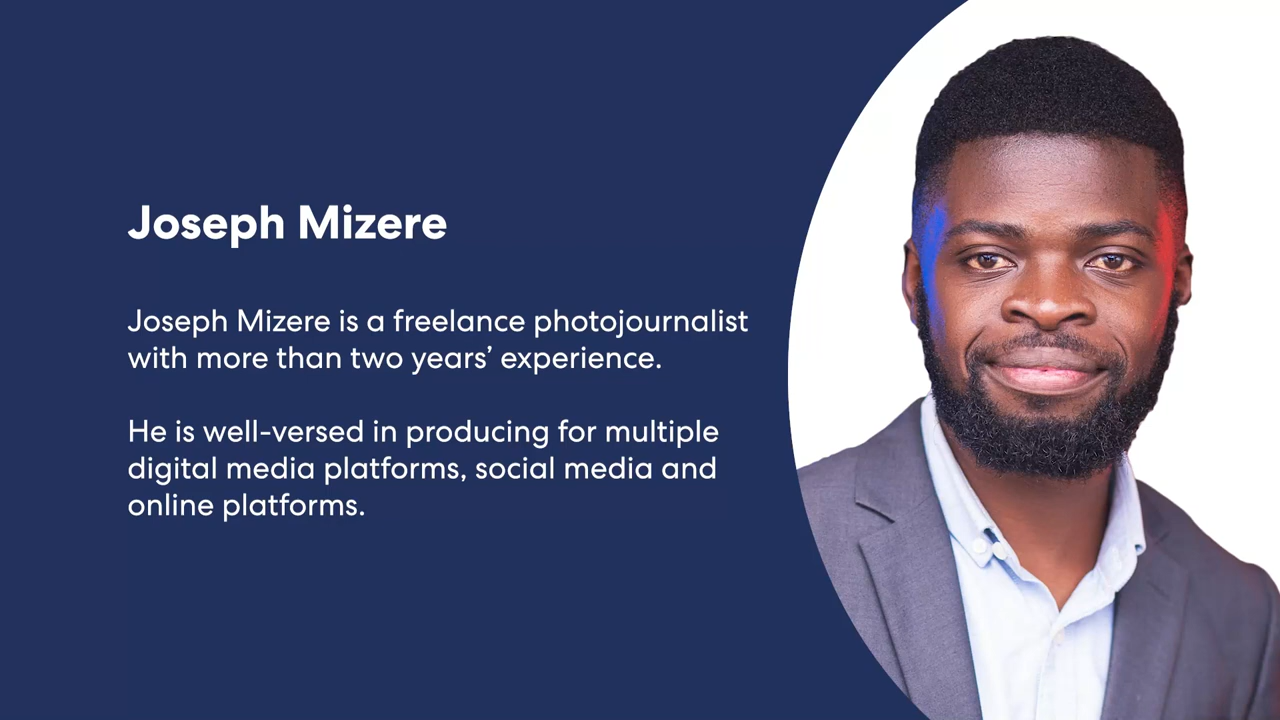 Joseph Mizere
Joseph Mizere is a freelance photojournalist
with more than two years’ experience.
He is well-versed in producing for multiple
digital media platforms, social media and
online platforms.